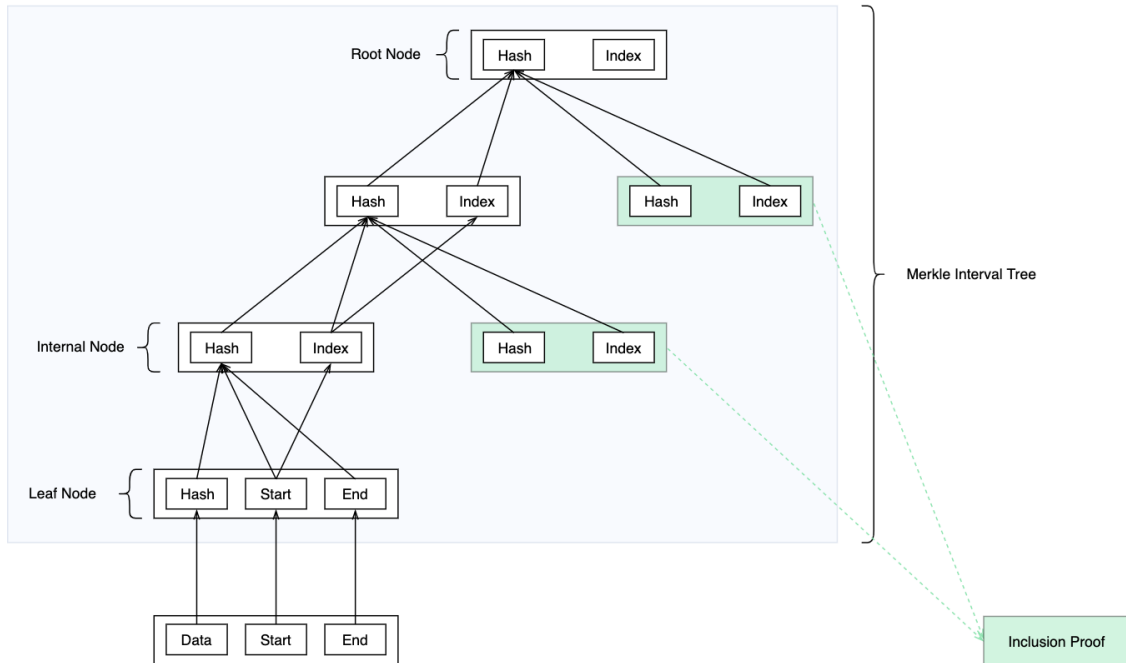 Root Node
Hash
Index
Hash
Index
Hash
Index
Merkle Interval Tree
Internal Node
Hash
Index
Hash
Index
Leaf Node
Hash
Start
End
Data
Start
End
Inclusion Proof